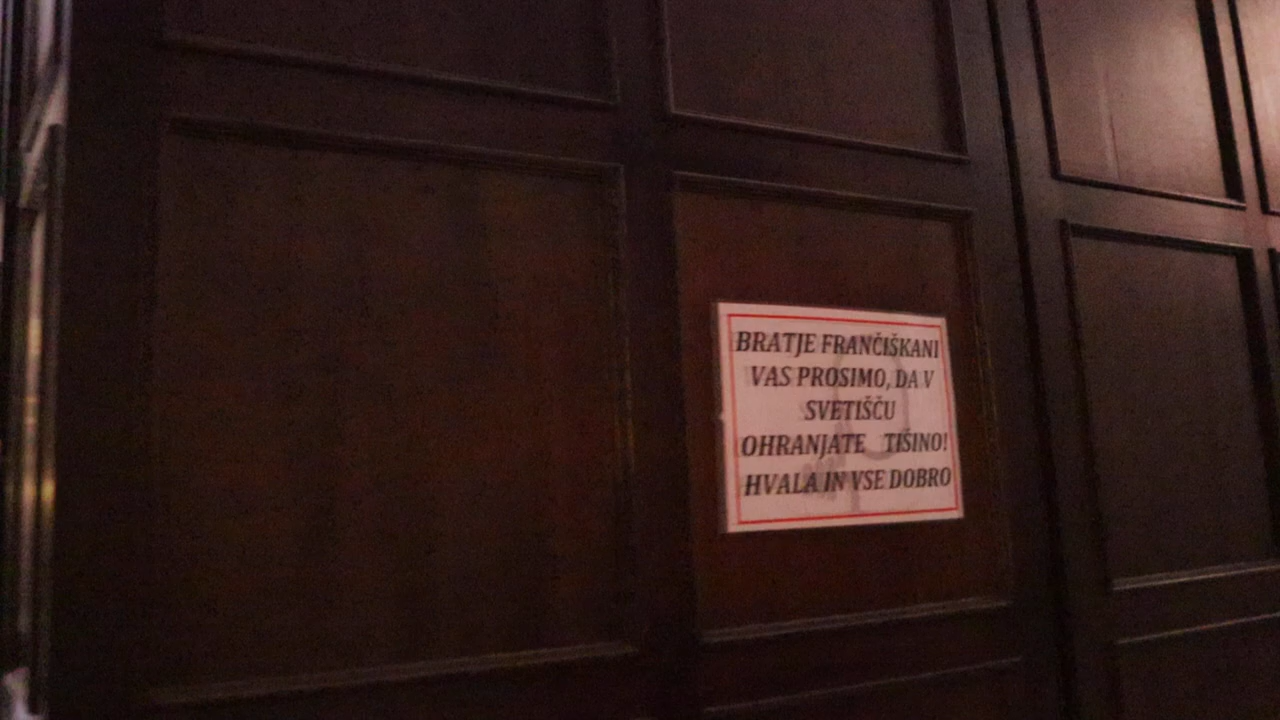 BRATJE FRANČIŠKANI
VAS PROSIMO, DA V
SVETIŠČU
OHRANJATE TIŠINO!
HVALA IN VSE DOBRO